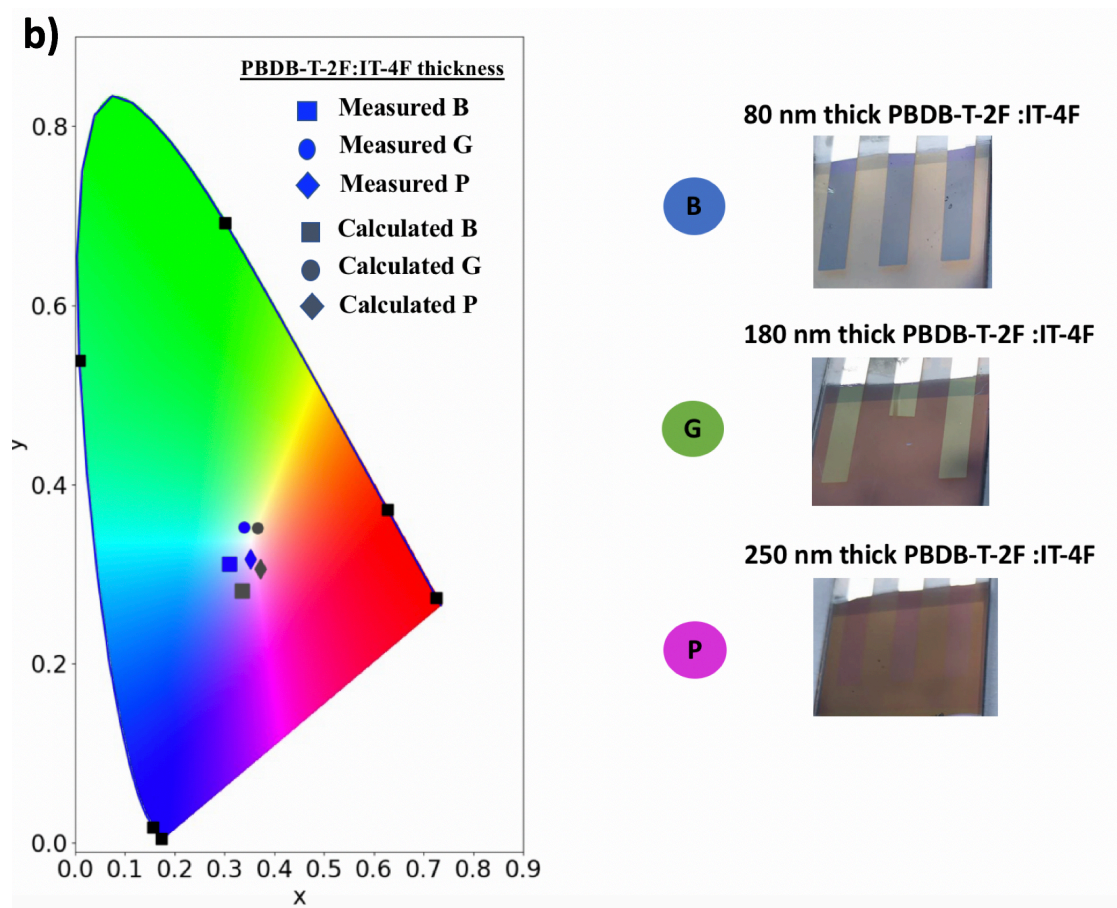 b)
PBDB-T-2F:IT-4F thickness
Measured B
Measured G
Measured P
Calculated B
Calculated G
Calculated P
0.8
0.6
0.4
0.2
0.0
y
0.0 0.1 0.2 0.3 0.4 0.5 0.6 0.7 0.8 0.9
x
80 nm thick PBDB-T-2F :IT-4F
B
180 nm thick PBDB-T-2F :IT-4F
G
250 nm thick PBDB-T-2F :IT-4F
P